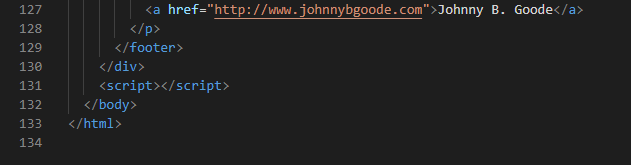 127 <a href="http://www.johnnybgoode.com">Johnny B. Goode</a>
128 </p>
129 </footer>
130 </div>
131 <script></script>
132 </body>
133 </html>
134